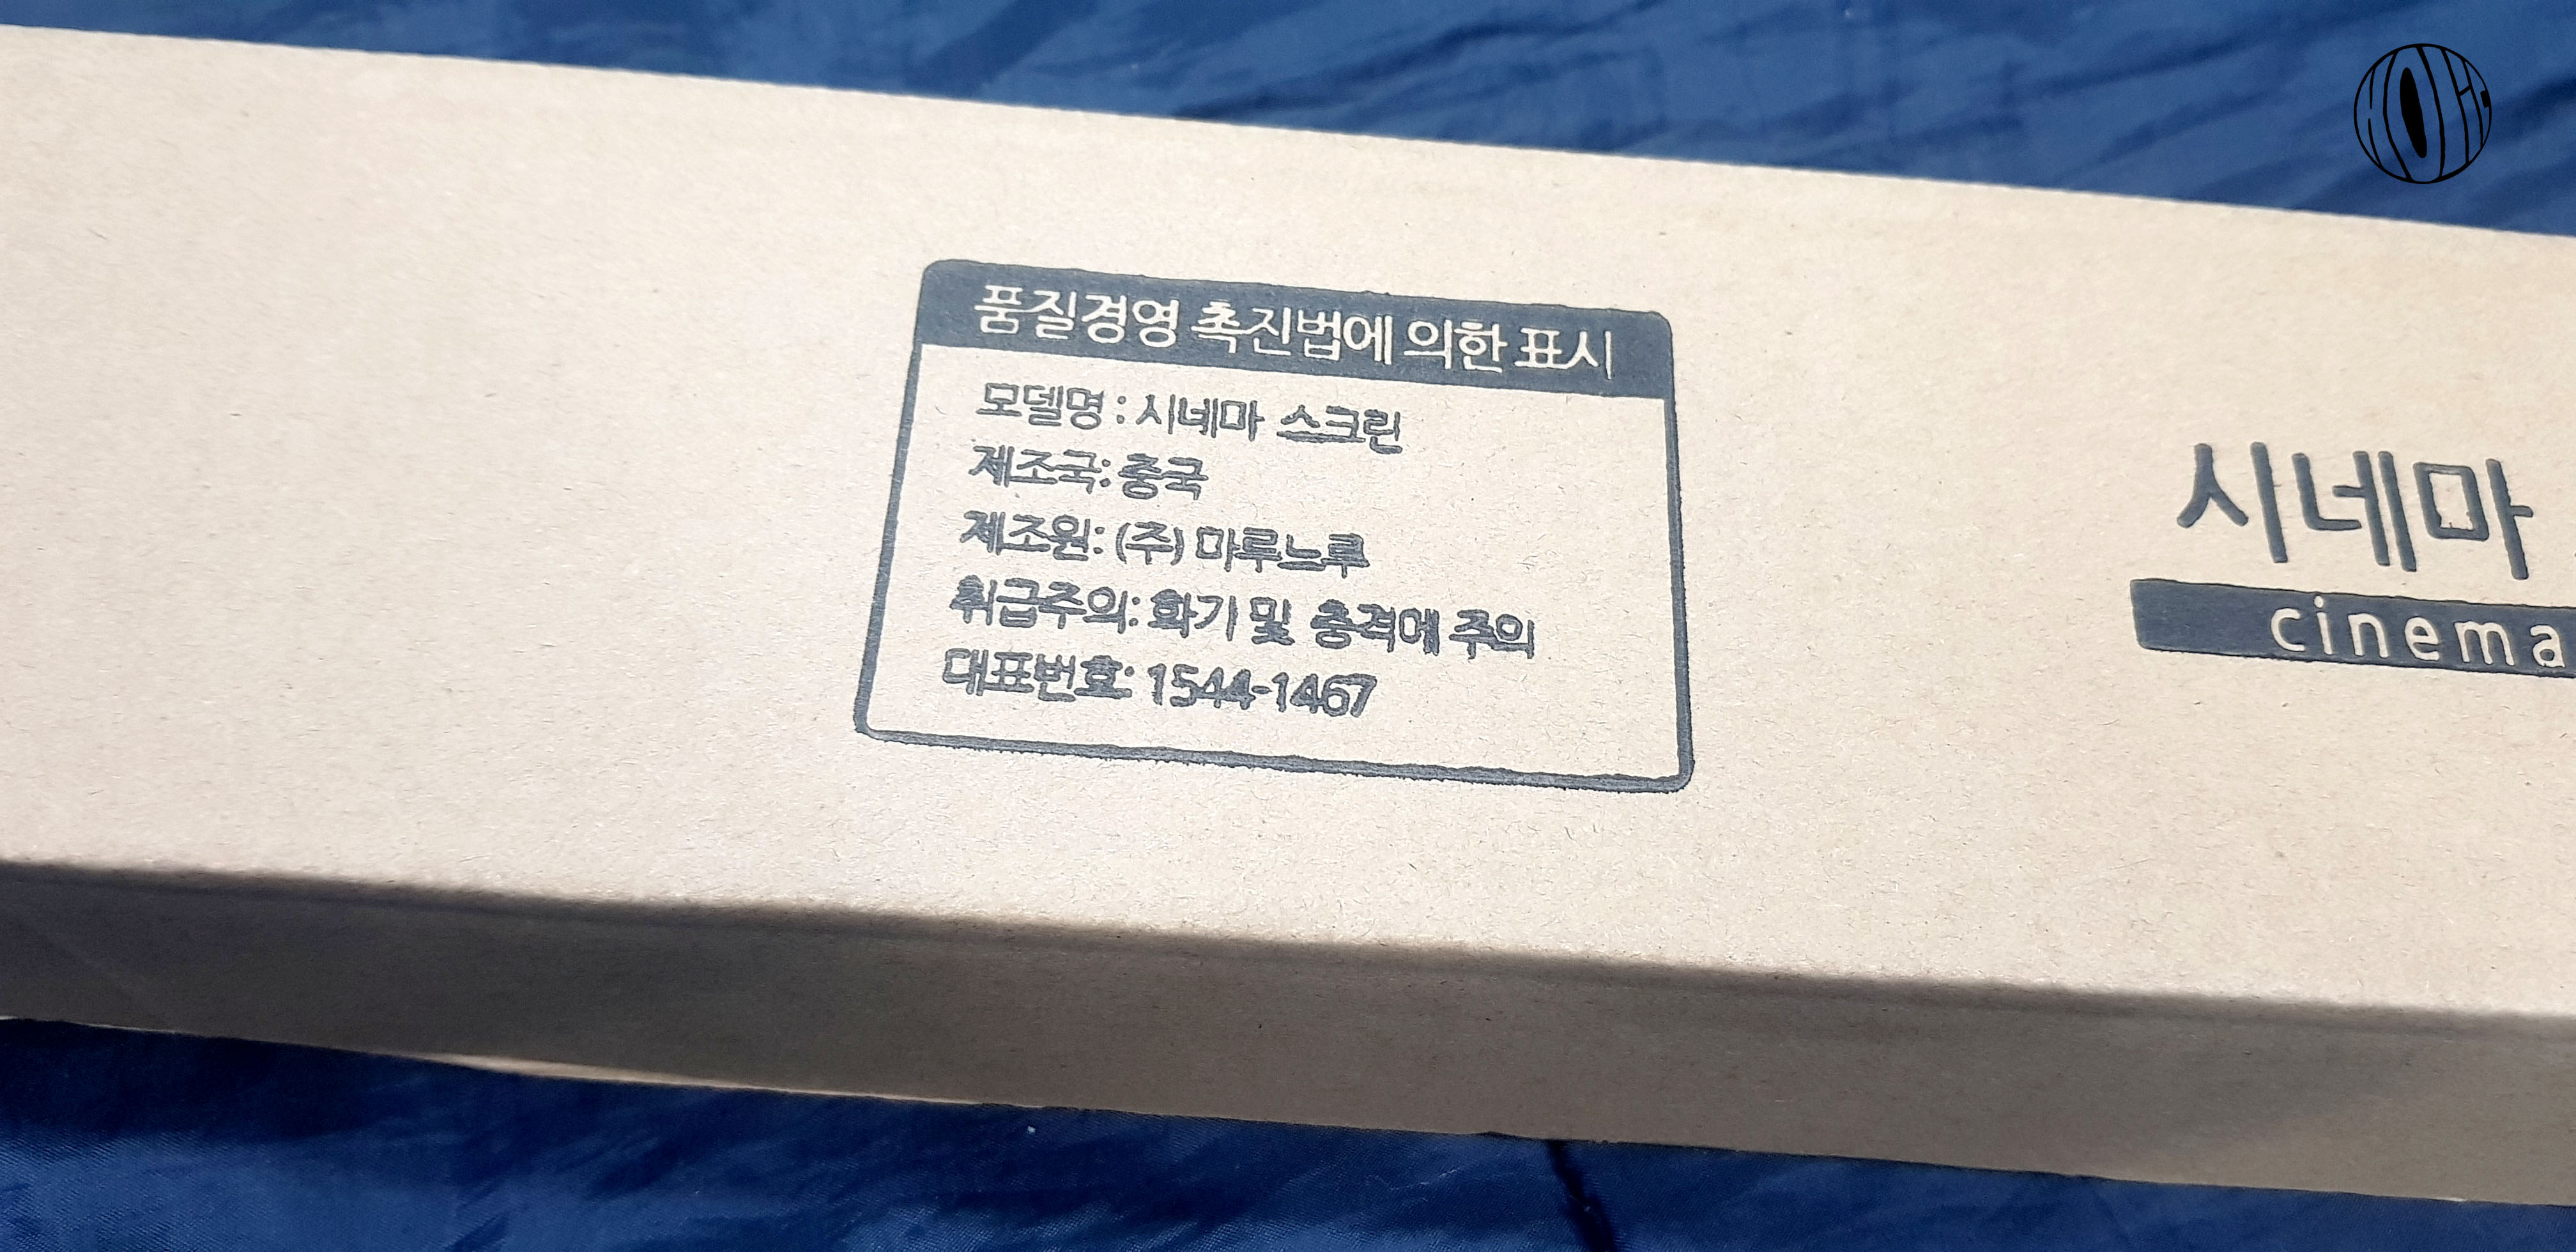 품질경영 촉진법에 의한 표시
모델명 : 시네마 스크린
제조국: 중국
제조원: (주) 마루느루
취급주의: 화기 및 충격에 주의
대표번호: 1544-1467
시네마
cinema